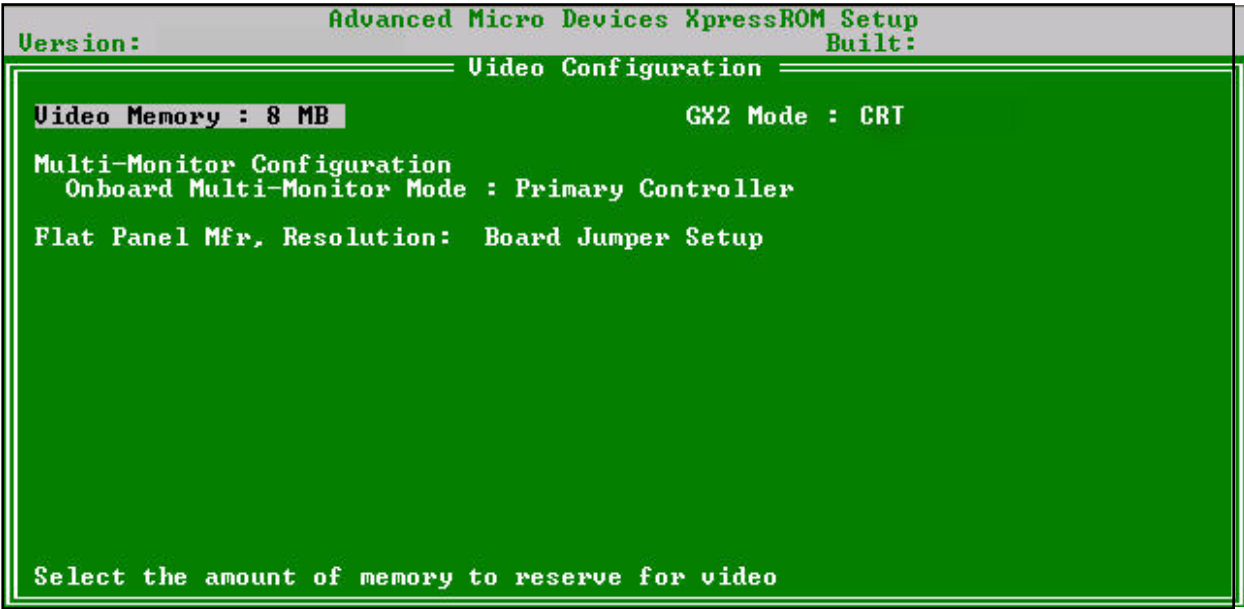 Advanced Micro Devices XpressROM Setup
Version: Built:
Video Configuration
Video Memory : 8 MB GX2 Mode : CRT
Multi-Monitor Configuration
Onboard Multi-Monitor Mode : Primary Controller
Flat Panel Mfr, Resolution: Board Jumper Setup
Select the amount of memory to reserve for video